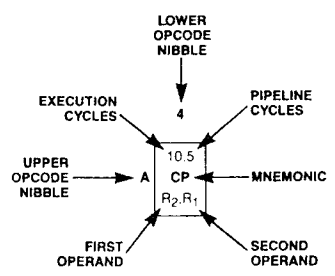 LOWER
OPCODE
NIBBLE
EXECUTION
CYCLES
4
PIPELINE
CYCLES
10.5
UPPER
OPCODE
NIBBLE
A
CP
MNEMONIC
R2,R1
FIRST
OPERAND
SECOND
OPERAND